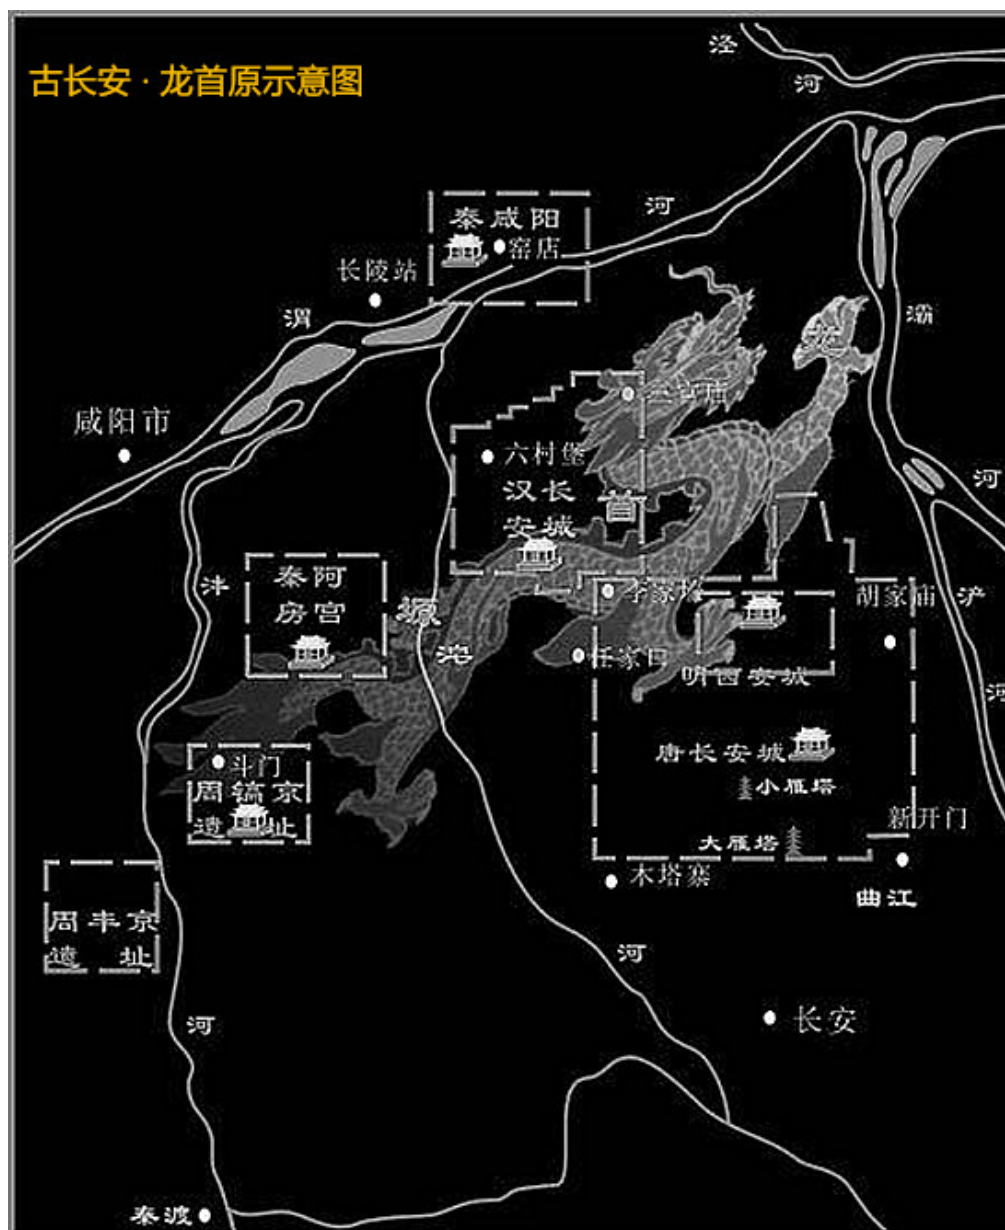 古长安·龙首原示意图
泾
河
秦咸阳
窑店
河
长陵站
渭
灞
龙
三官庙
咸阳市
六村堡
汉长
安城
首
河
沣
秦阿
房宫
源
李家堡
胡家庙
浐
沱
任家口
明西安城
河
唐长安城
斗门
周镐京
遗址
小雁塔
新开门
大雁塔
木塔寨
曲江
周丰京
遗址
河
河
长安
秦渡